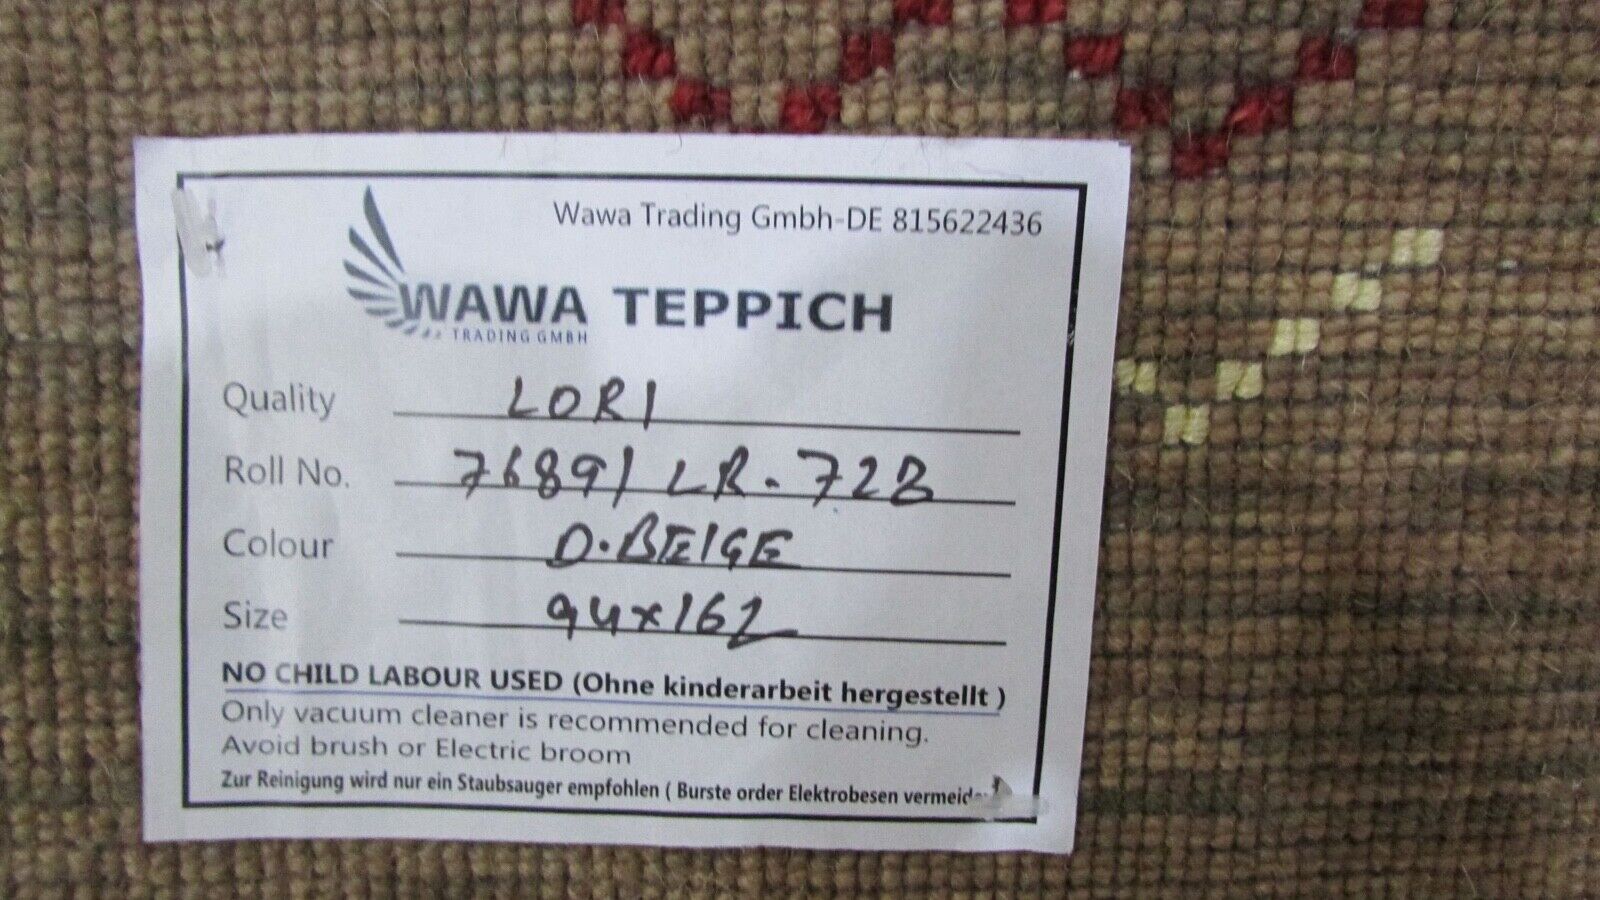 Wawa Trading Gmbh-DE 815622436
WAWA TEPPICH
TRADING GMBH
Quality LORI
Roll No. 7689/ LR-728
Colour D.BEIGE
Size 94x162
NO CHILD LABOUR USED (Ohne kinderarbeit hergestellt )
Only vacuum cleaner is recommended for cleaning.
Avoid brush or Electric broom
Zur Reinigung wird nur ein Staubsauger empfohlen ( Burste order Elektrobesen